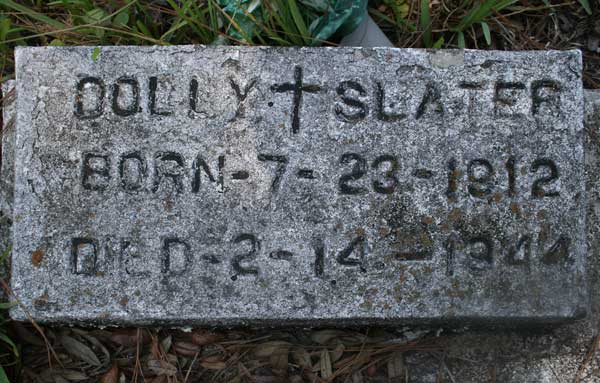 DOLLY ✝ SLATER
BORN-7-23-1912
DIED-2-14-1944